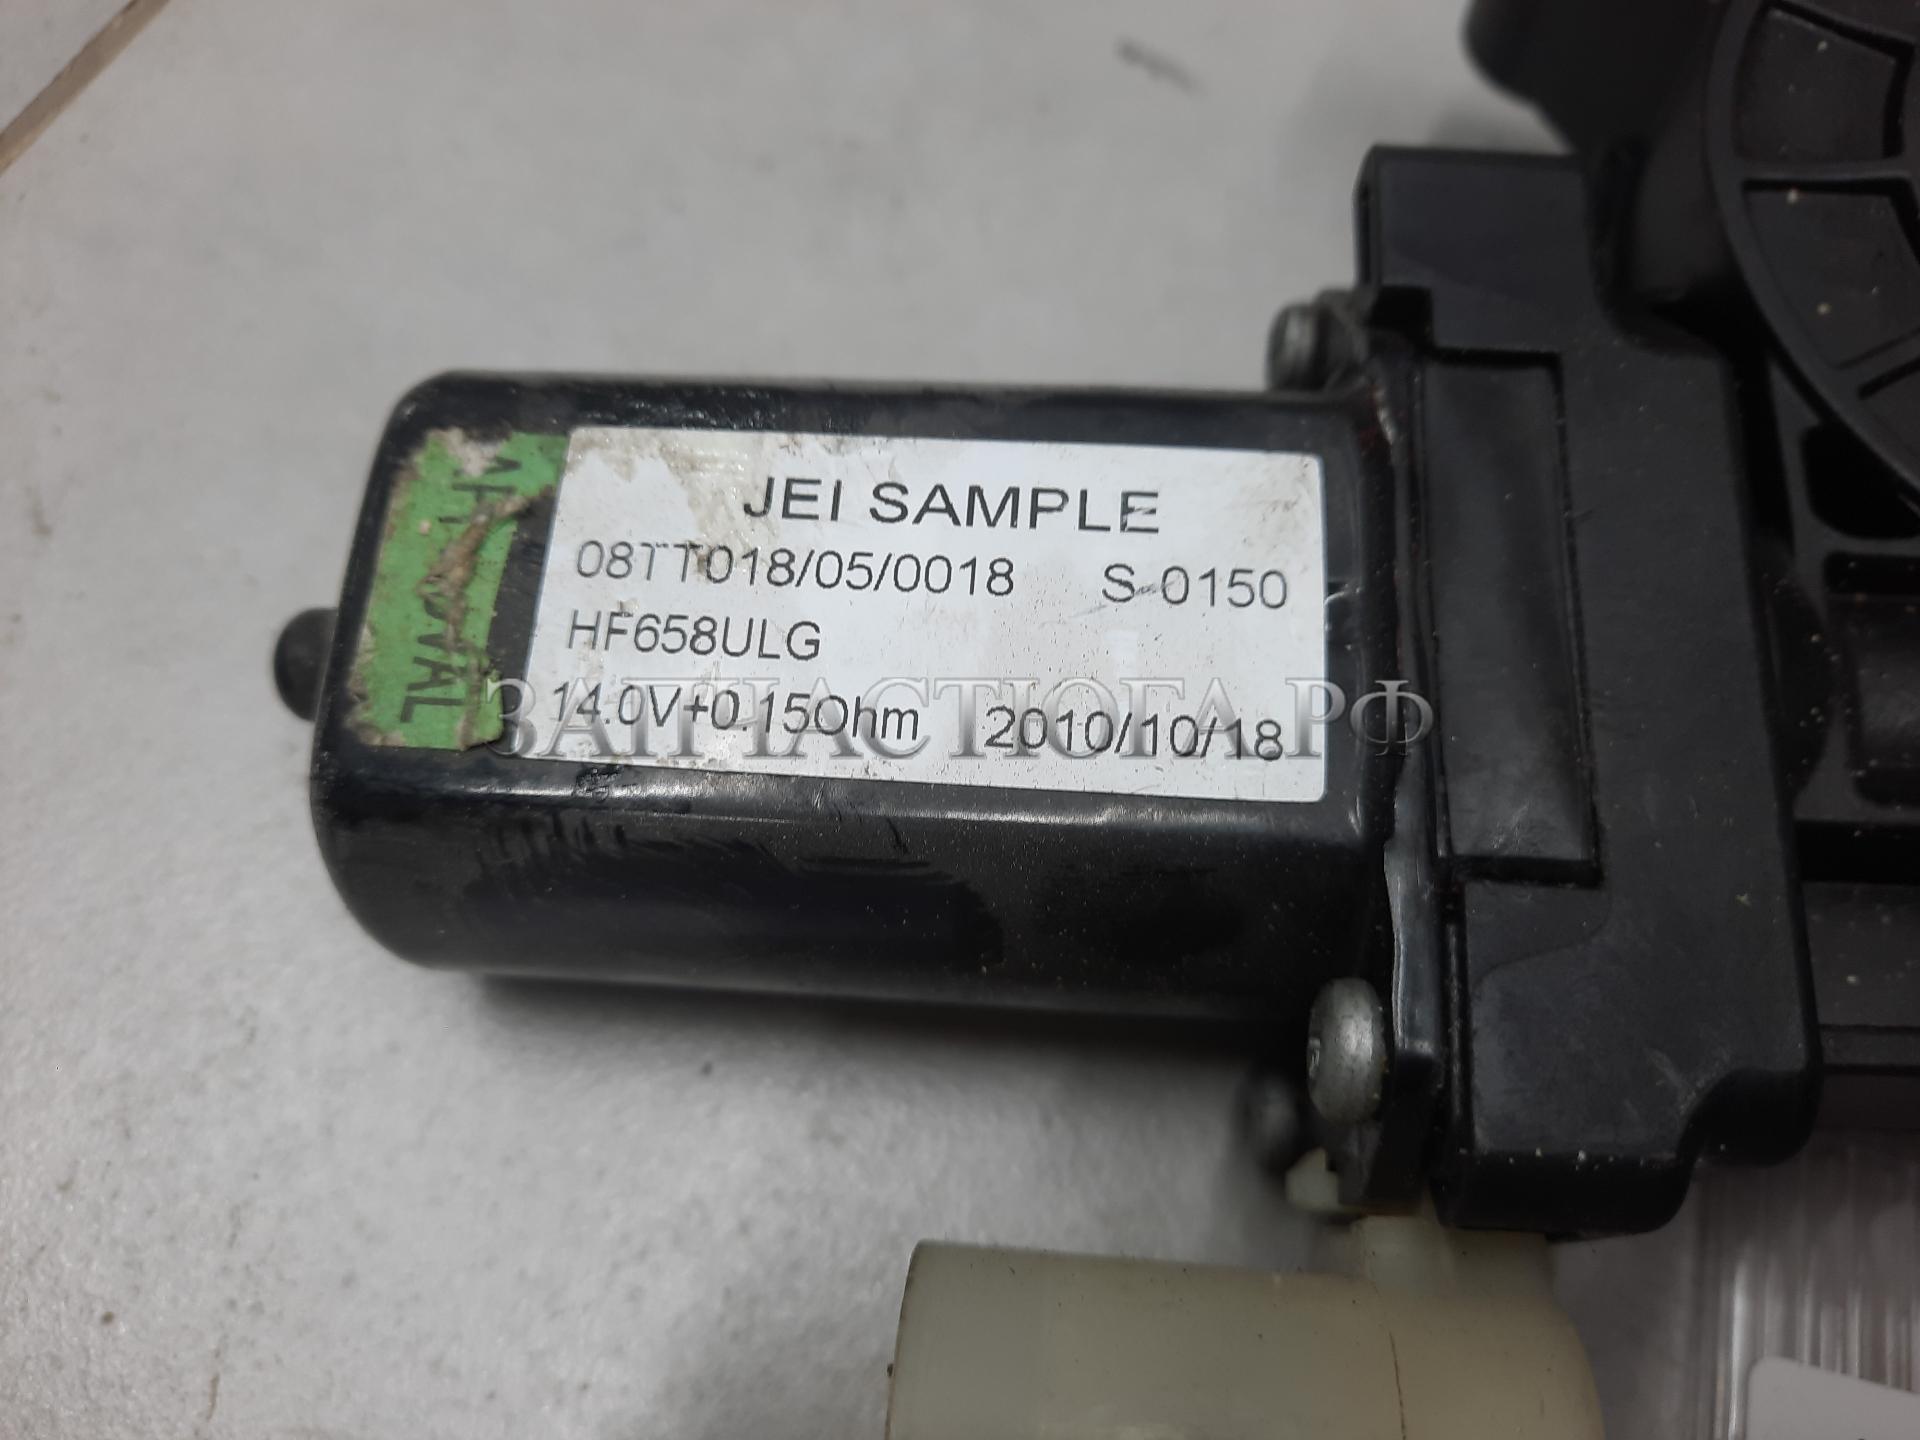 JEI SAMPLE
08TT018/05/0018 S-0150
HF658ULG
14.0V+0.15Ohm 2010/10/18
ЗАПЧАСТЮГА.РФ